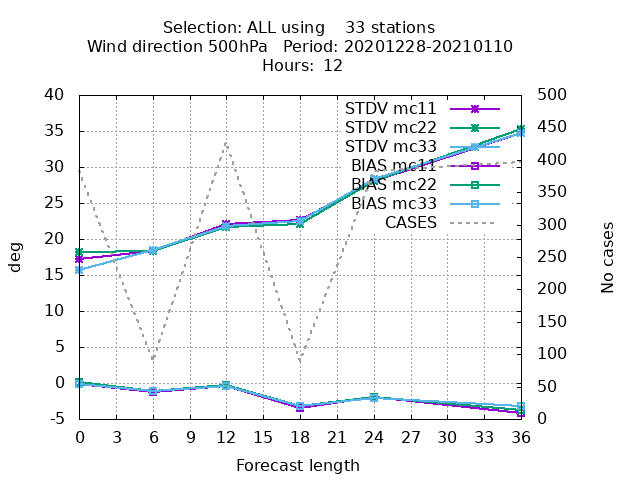 Selection: ALL using    33 stations
Wind direction 500hPa   Period: 20201228-20210110
Hours:  12
40
35
30
25
20
15
10
5
0
-5
deg
STDV mc11
STDV mc22
STDV mc33
BIAS mc11
BIAS mc22
BIAS mc33
CASES
500
450
400
350
300
250
200
150
100
50
0
No cases
0 3 6 9 12 15 18 21 24 27 30 33 36
Forecast length